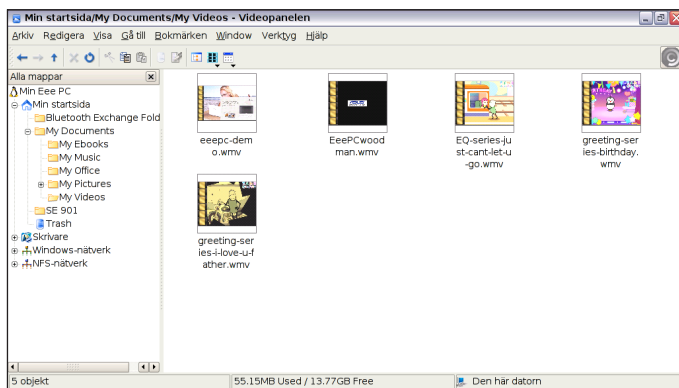 Min startsida/My Documents/My Videos - Videopanelen
Arkiv Redigera Visa Gå till Bokmärken Window Verktyg Hjälp
Alla mappar
Min Eee PC
Min startsida
Bluetooth Exchange Fold
My Documents
My Ebooks
My Music
My Office
My Pictures
My Videos
SE 901
Trash
Skrivare
Windows-nätverk
NFS-nätverk
eeepc-dem
o.wmv
EeePCwood
man.wmv
EQ-series-ju
st-cant-let-u
-go.wmv
greeting-ser
ies-birthday.
wmv
greeting-ser
ies-i-love-u-f
ather.wmv
5 objekt
55.15MB Used / 13.77GB Free
Den här datorn